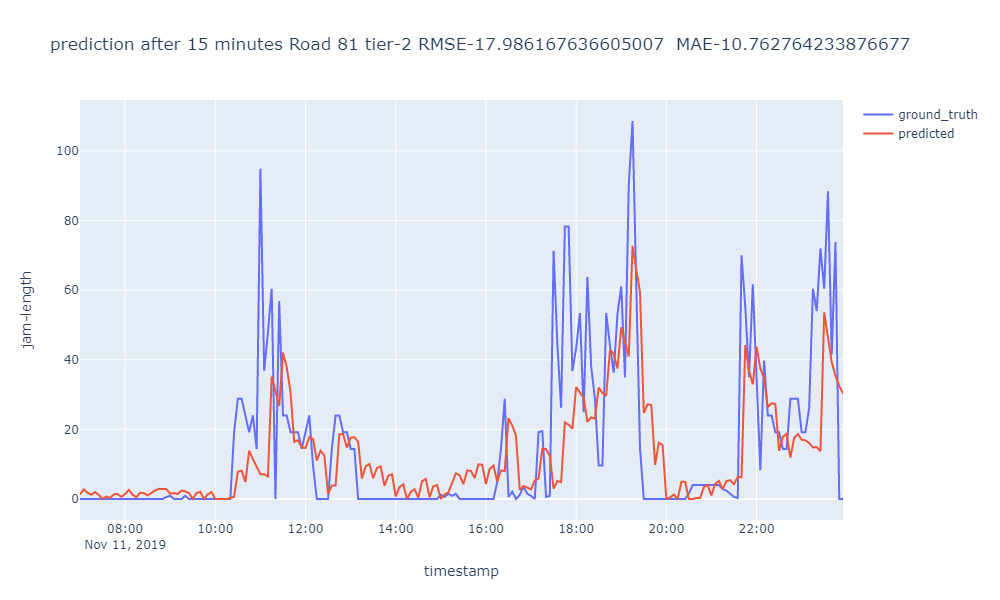 prediction after 15 minutes Road 81 tier-2 RMSE-17.986167636605007  MAE-10.762764233876677
ground_truth
predicted
100
80
60
40
20
0
jam-length
08:00 10:00 12:00 14:00 16:00 18:00 20:00 22:00
Nov 11, 2019
timestamp